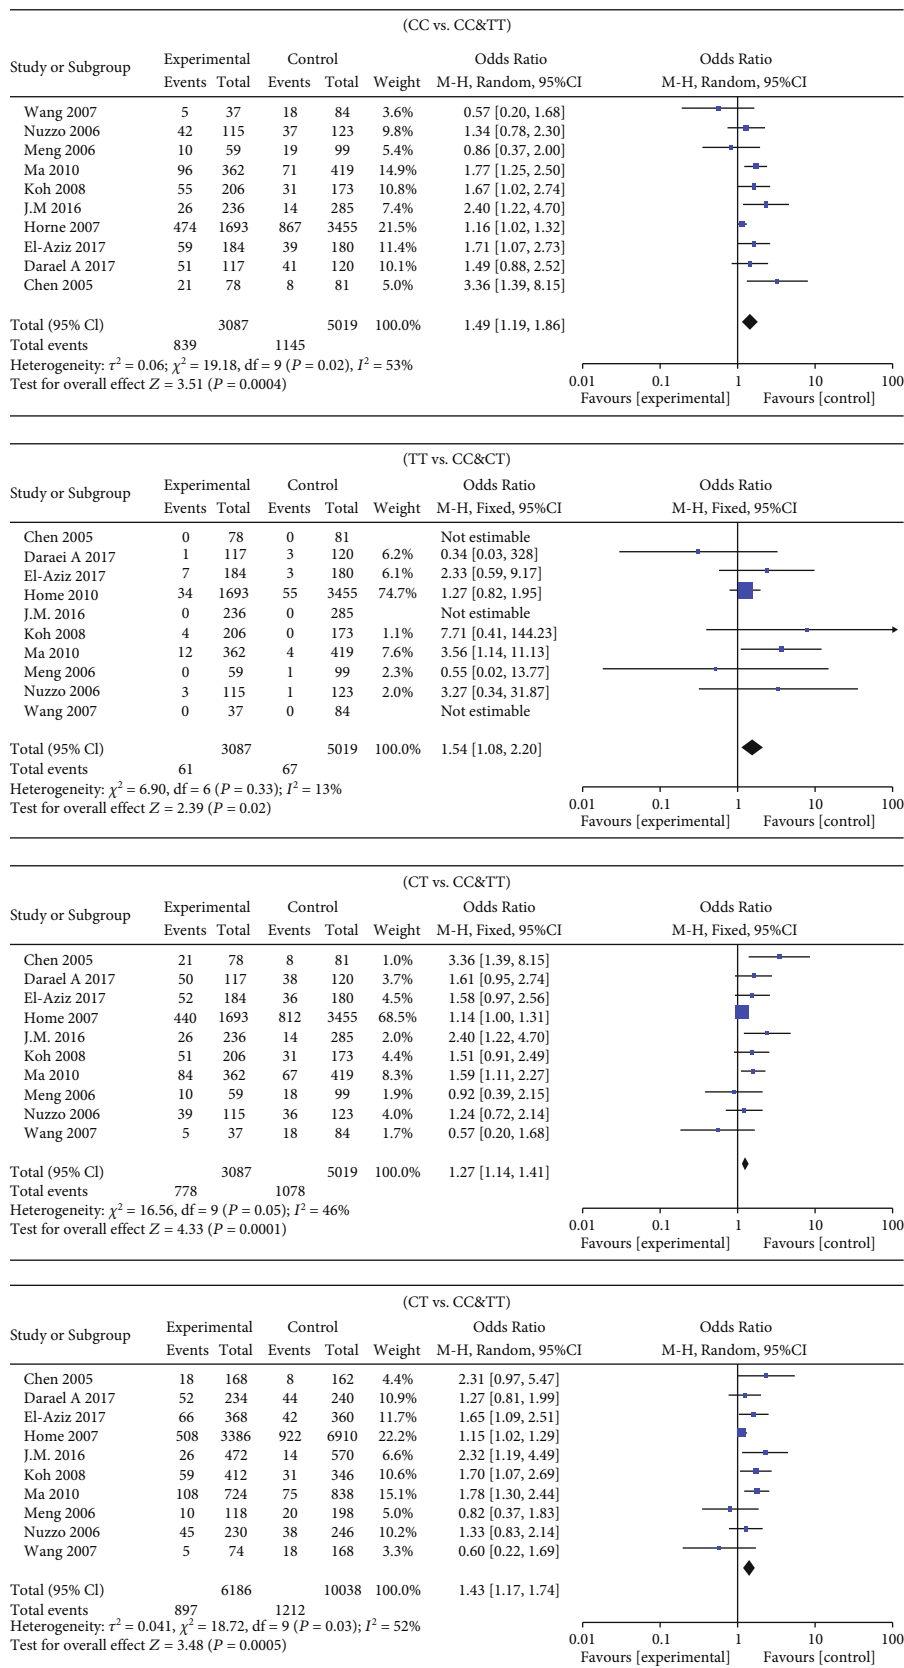 (CC vs. CC&TT)
Study or Subgroup Experimental Control Odds Ratio Odds Ratio
Events Total Events Total Weight M-H, Random, 95%CI M-H, Random, 95%CI
Wang 2007 5 37 18 84 3.6% 0.57 [0.20, 1.68]
Nuzzo 2006 42 115 37 123 9.8% 1.34 [0.78, 2.30]
Meng 2006 10 59 19 99 5.4% 0.86 [0.37, 2.00]
Ma 2010 96 362 71 419 14.9% 1.77 [1.25, 2.50]
Koh 2008 55 206 31 173 10.8% 1.67 [1.02, 2.74]
J.M 2016 26 236 14 285 7.4% 2.40 [1.22, 4.70]
Horne 2007 474 1693 867 3455 21.5% 1.16 [1.02, 1.32]
El-Aziz 2017 59 184 39 180 11.4% 1.71 [1.07, 2.73]
Darael A 2017 51 117 41 120 10.1% 1.49 [0.88, 2.52]
Chen 2005 21 78 8 81 5.0% 3.36 [1.39, 8.15]
Total (95% Cl) 3087 5019 100.0% 1.49 [1.19, 1.86]
Total events 839 1145
Heterogeneity: τ² = 0.06; χ² = 19.18, df = 9 (P = 0.02), I² = 53%
Test for overall effect Z = 3.51 (P = 0.0004)
0.01 0.1 1 10 100
Favours [experimental] Favours [control]
(TT vs. CC&CT)
Study or Subgroup Experimental Control Odds Ratio Odds Ratio
Events Total Events Total Weight M-H, Fixed, 95%CI M-H, Fixed, 95%CI
Chen 2005 0 78 0 81 Not estimable
Daraei A 2017 1 117 3 120 6.2% 0.34 [0.03, 328]
El-Aziz 2017 7 184 3 180 6.1% 2.33 [0.59, 9.17]
Home 2010 34 1693 55 3455 74.7% 1.27 [0.82, 1.95]
J.M. 2016 0 236 0 285 Not estimable
Koh 2008 4 206 0 173 1.1% 7.71 [0.41, 144.23]
Ma 2010 12 362 4 419 7.6% 3.56 [1.14, 11.13]
Meng 2006 0 59 1 99 2.3% 0.55 [0.02, 13.77]
Nuzzo 2006 3 115 1 123 2.0% 3.27 [0.34, 31.87]
Wang 2007 0 37 0 84 Not estimable
Total (95% Cl) 3087 5019 100.0% 1.54 [1.08, 2.20]
Total events 61 67
Heterogeneity: χ² = 6.90, df = 6 (P = 0.33); I² = 13%
Test for overall effect Z = 2.39 (P = 0.02)
0.01 0.1 1 10 100
Favours [experimental] Favours [control]
(CT vs. CC&TT)
Study or Subgroup Experimental Control Odds Ratio Odds Ratio
Events Total Events Total Weight M-H, Fixed, 95%CI M-H, Fixed, 95%CI
Chen 2005 21 78 8 81 1.0% 3.36 [1.39, 8.15]
Darael A 2017 50 117 38 120 3.7% 1.61 [0.95, 2.74]
El-Aziz 2017 52 184 36 180 4.5% 1.58 [0.97, 2.56]
Home 2007 440 1693 812 3455 68.5% 1.14 [1.00, 1.31]
J.M. 2016 26 236 14 285 2.0% 2.40 [1.22, 4.70]
Koh 2008 51 206 31 173 4.4% 1.51 [0.91, 2.49]
Ma 2010 84 362 67 419 8.3% 1.59 [1.11, 2.27]
Meng 2006 10 59 18 99 1.9% 0.92 [0.39, 2.15]
Nuzzo 2006 39 115 36 123 4.0% 1.24 [0.72, 2.14]
Wang 2007 5 37 18 84 1.7% 0.57 [0.20, 1.68]
Total (95% Cl) 3087 5019 100.0% 1.27 [1.14, 1.41]
Total events 778 1078
Heterogeneity: χ² = 16.56, df = 9 (P = 0.05); I² = 46%
Test for overall effect Z = 4.33 (P = 0.0001)
0.01 0.1 1 10 100
Favours [experimental] Favours [control]
(CT vs. CC&TT)
Study or Subgroup Experimental Control Odds Ratio Odds Ratio
Events Total Events Total Weight M-H, Random, 95%CI M-H, Random, 95%CI
Chen 2005 18 168 8 162 4.4% 2.31 [0.97, 5.47]
Darael A 2017 52 234 44 240 10.9% 1.27 [0.81, 1.99]
El-Aziz 2017 66 368 42 360 11.7% 1.65 [1.09, 2.51]
Home 2007 508 3386 922 6910 22.2% 1.15 [1.02, 1.29]
J.M. 2016 26 472 14 570 6.6% 2.32 [1.19, 4.49]
Koh 2008 59 412 31 346 10.6% 1.70 [1.07, 2.69]
Ma 2010 108 724 75 838 15.1% 1.78 [1.30, 2.44]
Meng 2006 10 118 20 198 5.0% 0.82 [0.37, 1.83]
Nuzzo 2006 45 230 38 246 10.2% 1.33 [0.83, 2.14]
Wang 2007 5 74 18 168 3.3% 0.60 [0.22, 1.69]
Total (95% Cl) 6186 10038 100.0% 1.43 [1.17, 1.74]
Total events 897 1212
Heterogeneity: τ² = 0.041, χ² = 18.72, df = 9 (P = 0.03); I² = 52%
Test for overall effect Z = 3.48 (P = 0.0005)
0.01 0.1 1 10 100
Favours [experimental] Favours [control]